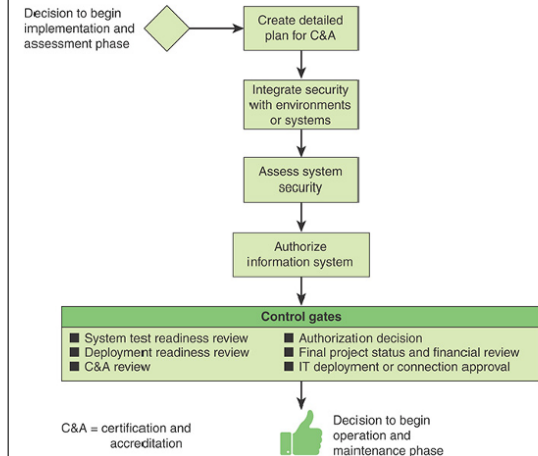 Decision to begin
implementation and
assessment phase
Create detailed
plan for C&A
Integrate security
with environments
or systems
Assess system
security
Authorize
information system
Control gates
■ System test readiness review
■ Deployment readiness review
■ C&A review
■ Authorization decision
■ Final project status and financial review
■ IT deployment or connection approval
C&A = certification and
accreditation
Decision to begin
operation and
maintenance phase